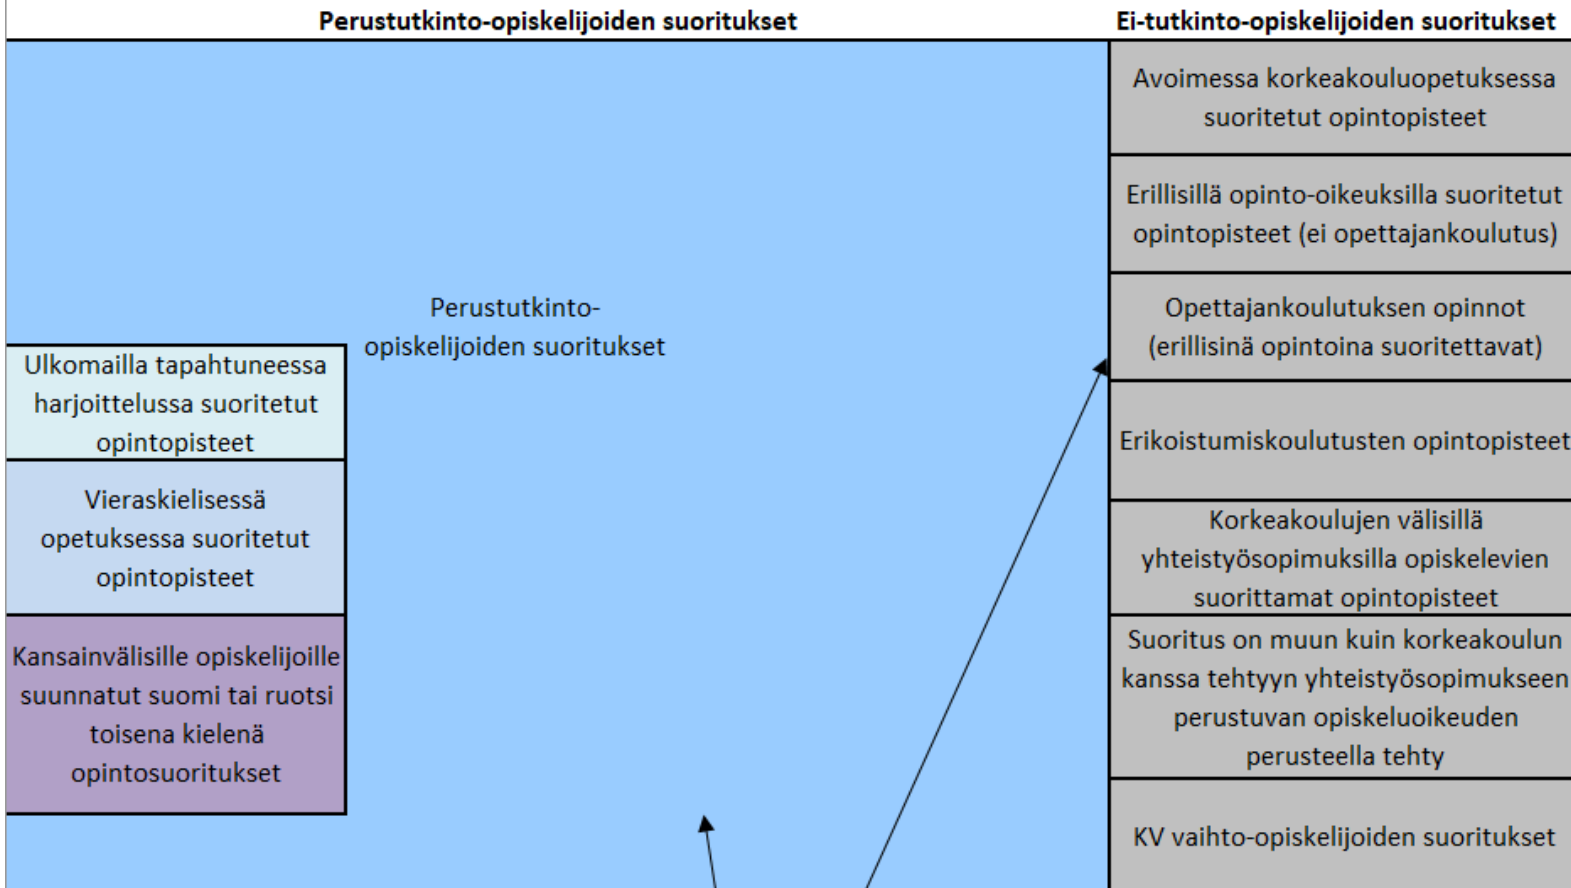 Perustutkinto-opiskelijoiden suoritukset
Ei-tutkinto-opiskelijoiden suoritukset
Perustutkinto-
opiskelijoiden suoritukset
Ulkomailla tapahtuneessa
harjoittelussa suoritetut
opintopisteet
Vieraskielisessä
opetuksessa suoritetut
opintopisteet
Kansainvälisille opiskelijoille
suunnatut suomi tai ruotsi
toisena kielenä
opintosuoritukset
Avoimessa korkeakouluopetuksessa
suoritetut opintopisteet
Erillisillä opinto-oikeuksilla suoritetut
opintopisteet (ei opettajankoulutus)
Opettajankoulutuksen opinnot
(erillisinä opintoina suoritettavat)
Erikoistumiskoulutusten opintopisteet
Korkeakoulujen välisillä
yhteistyösopimuksilla opiskelevien
suorittamat opintopisteet
Suoritus on muun kuin korkeakoulun
kanssa tehtyyn yhteistyösopimukseen
perustuvan opiskeluoikeuden
perusteella tehty
KV vaihto-opiskelijoiden suoritukset